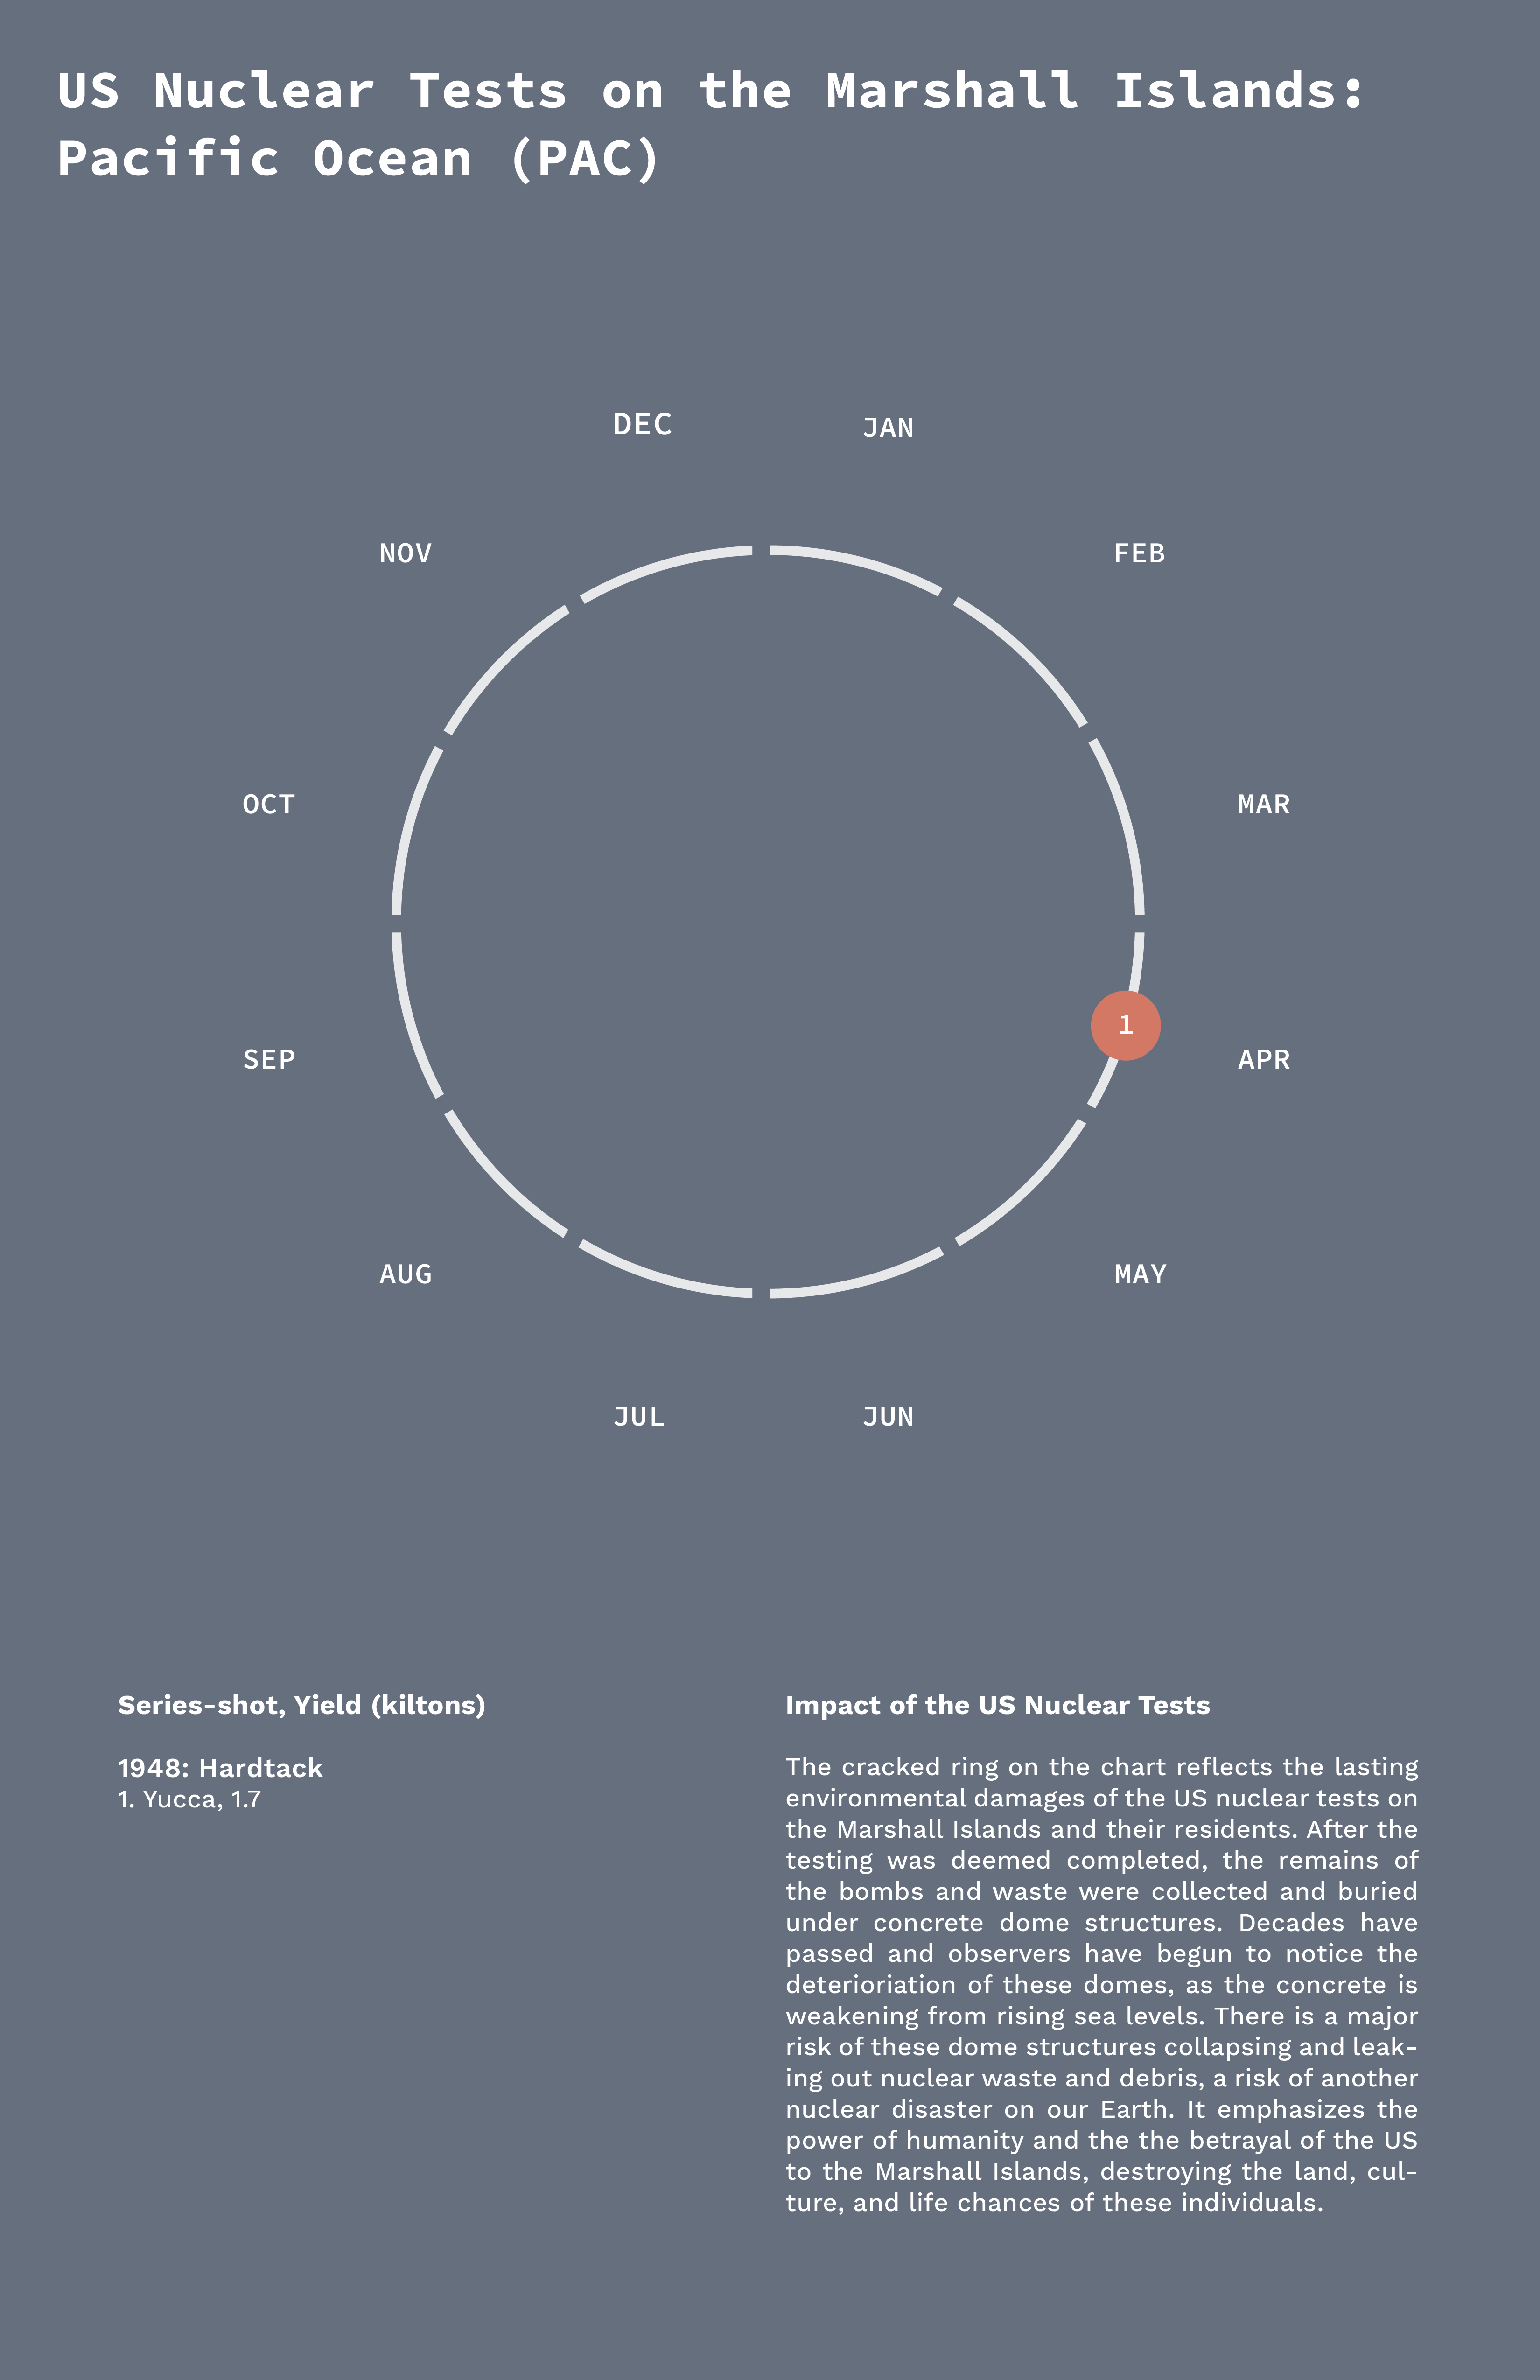 US Nuclear Tests on the Marshall Islands:
Pacific Ocean (PAC)
DEC
JAN
NOV
FEB
OCT
MAR
1
SEP
APR
AUG
MAY
JUL
JUN
Series-shot, Yield (kiltons)
1948: Hardtack
1. Yucca, 1.7
Impact of the US Nuclear Tests
The cracked ring on the chart reflects the lasting
environmental damages of the US nuclear tests on
the Marshall Islands and their residents. After the
testing was deemed completed, the remains of
the bombs and waste were collected and buried
under concrete dome structures. Decades have
passed and observers have begun to notice the
deterioriation of these domes, as the concrete is
weakening from rising sea levels. There is a major
risk of these dome structures collapsing and leak-
ing out nuclear waste and debris, a risk of another
nuclear disaster on our Earth. It emphasizes the
power of humanity and the the betrayal of the US
to the Marshall Islands, destroying the land, cul-
ture, and life chances of these individuals.